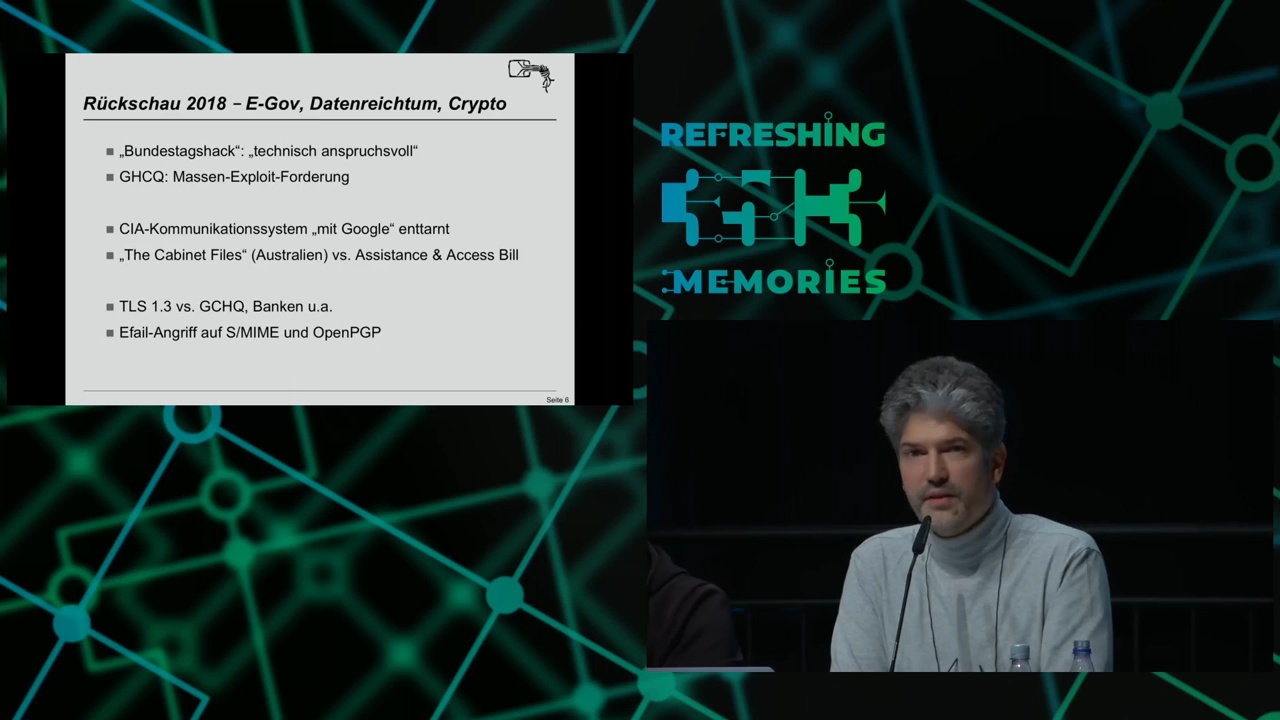 Rückschau 2018 – E-Gov, Datenreichtum, Crypto
„Bundestagshack“: „technisch anspruchsvoll“
GHCQ: Massen-Exploit-Forderung
CIA-Kommunikationssystem „mit Google“ enttarnt
„The Cabinet Files“ (Australien) vs. Assistance & Access Bill
TLS 1.3 vs. GCHQ, Banken u.a.
Efail-Angriff auf S/MIME und OpenPGP
Seite 6
REFRESHING
MEMORIES